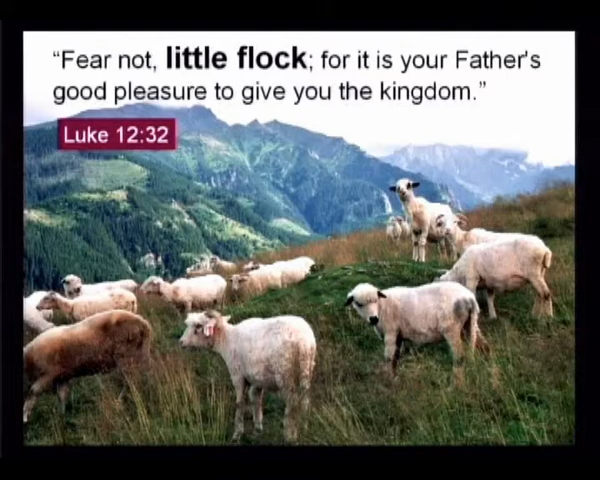 “Fear not, little flock; for it is your Father's
good pleasure to give you the kingdom.”
Luke 12:32